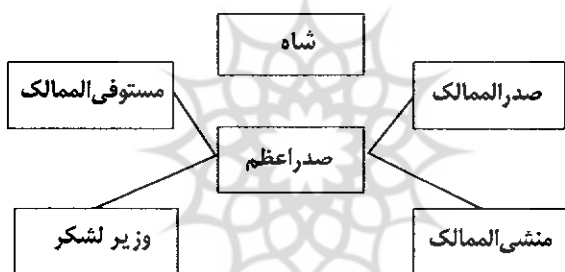 شاه
صدرالممالک
مستوفی‌الممالک
صدراعظم
منشی‌الممالک
وزیر لشکر